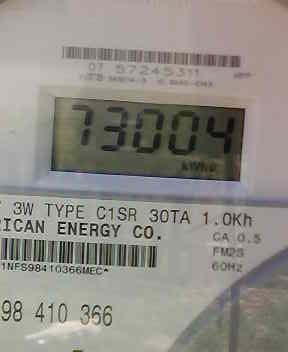 07 57245311
73004
kWh
3W TYPE C1SR 30TA 1.0Kh
RICAN ENERGY CO.
CA 0.5
FM2S
60Hz
1NFS98410366MEC*
98 410 366